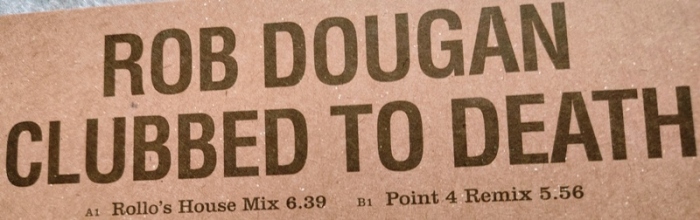 ROB DOUGAN
CLUBBED TO DEATH
A1 Rollo's House Mix 6.39 B1 Point 4 Remix 5.56